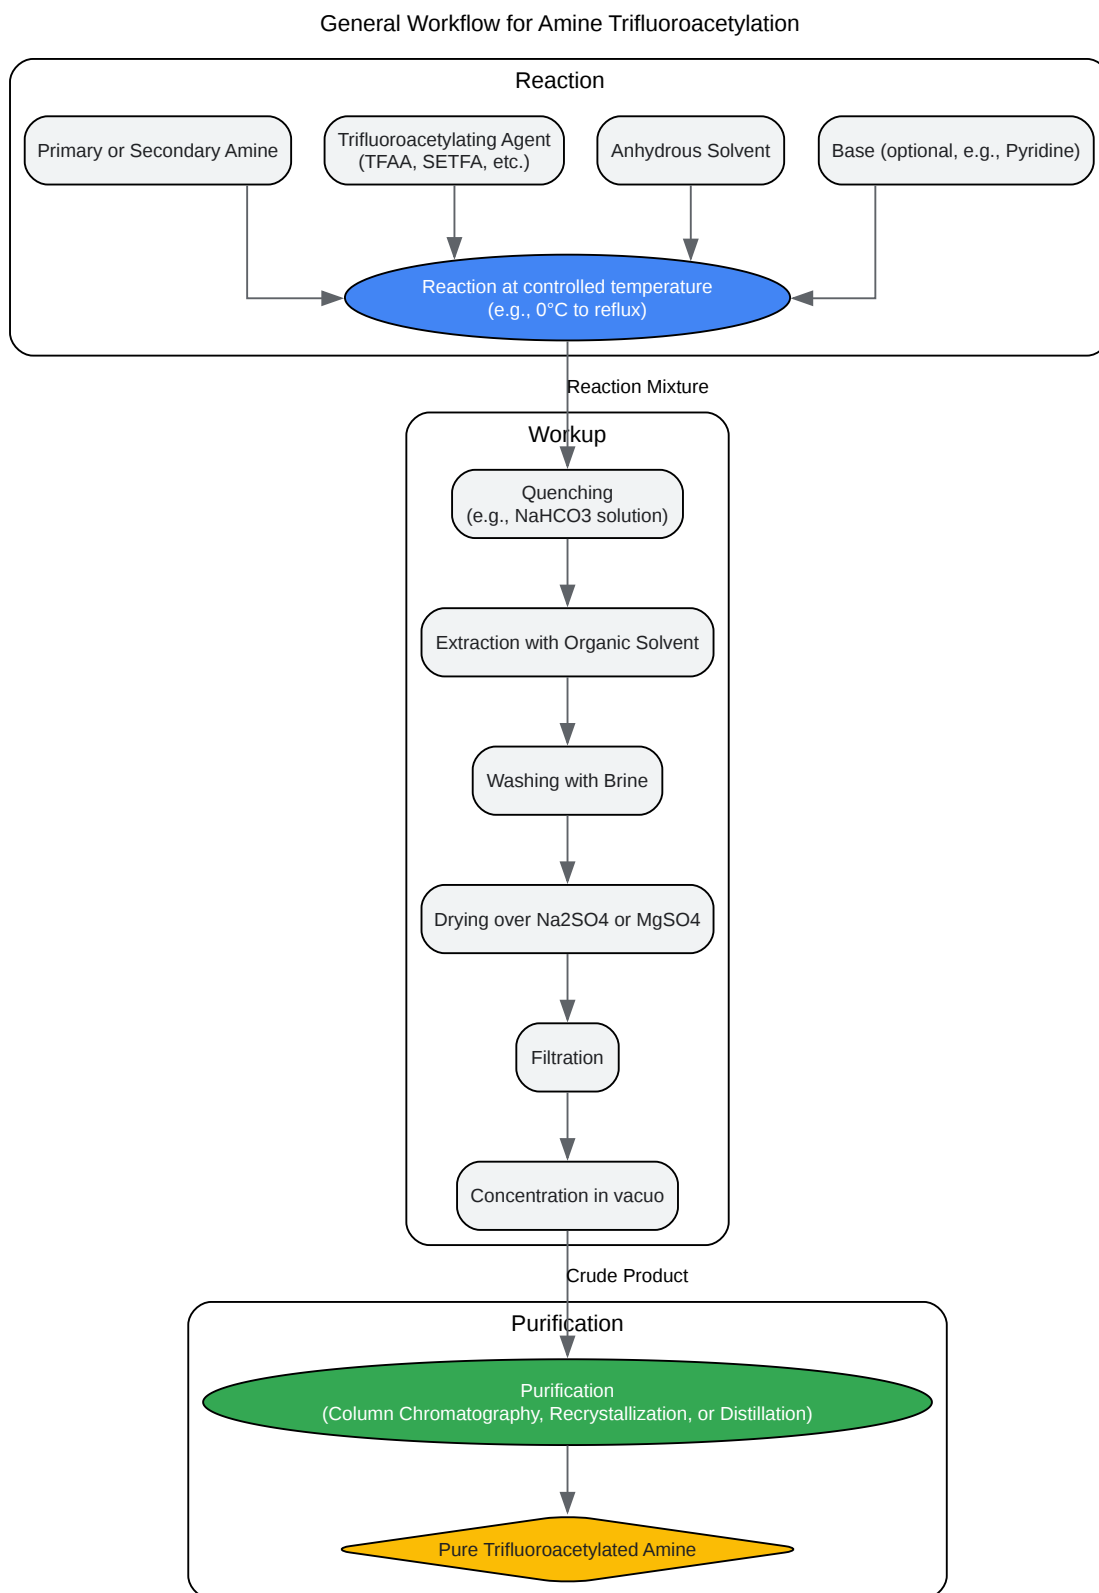 General Workflow for Amine Trifluoroacetylation
Reaction
Primary or Secondary Amine
Trifluoroacetylating Agent
(TFAA, SETFA, etc.)
Anhydrous Solvent
Base (optional, e.g., Pyridine)
Reaction at controlled temperature
(e.g., 0°C to reflux)
Reaction Mixture
Workup
Quenching
(e.g., NaHCO3 solution)
Extraction with Organic Solvent
Washing with Brine
Drying over Na2SO4 or MgSO4
Filtration
Concentration in vacuo
Crude Product
Purification
Purification
(Column Chromatography, Recrystallization, or Distillation)
Pure Trifluoroacetylated Amine